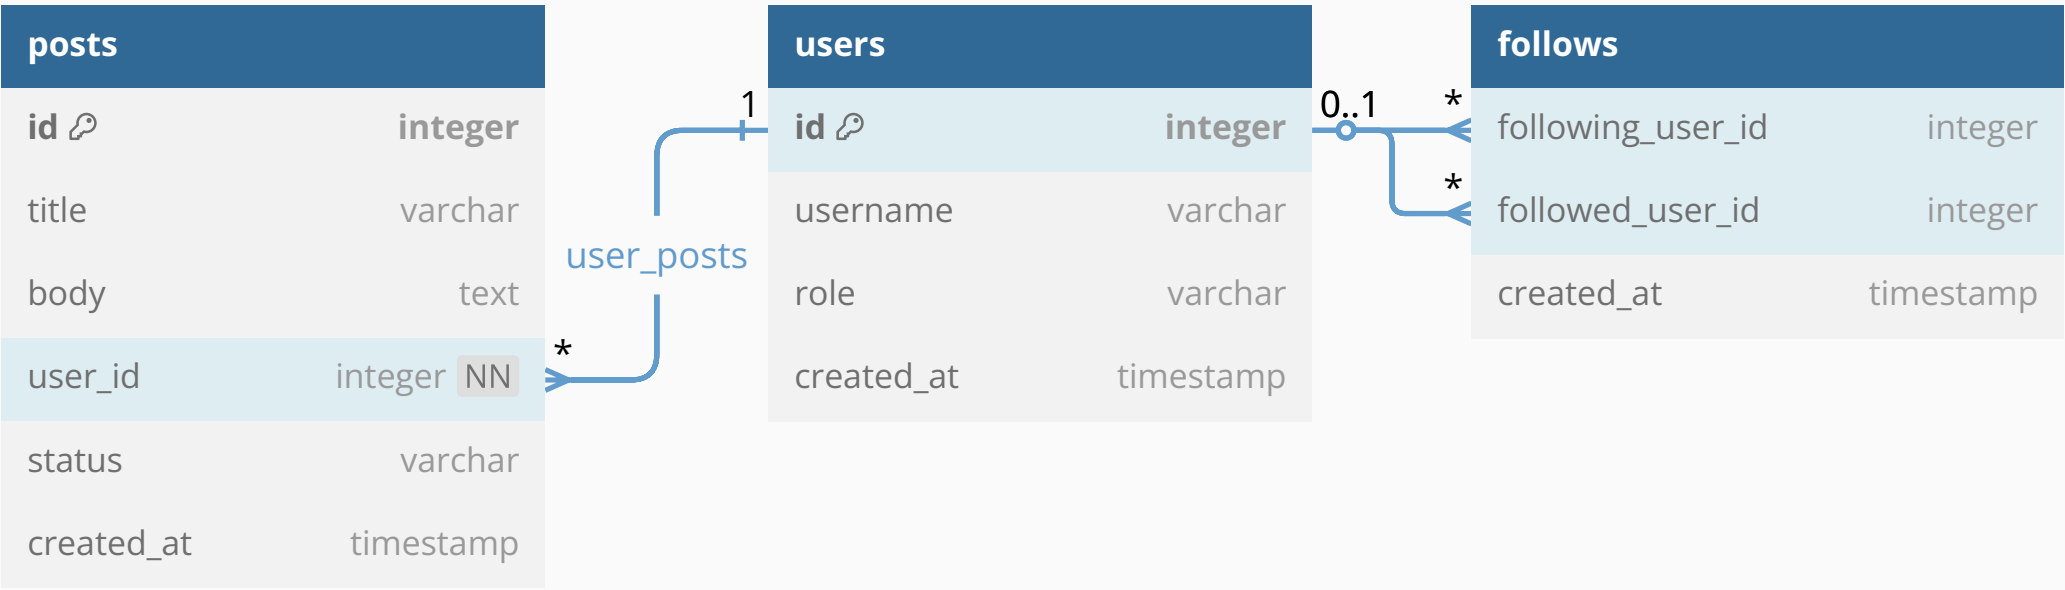 posts
id integer
title varchar
body text
user_id integer NN
status varchar
created_at timestamp
1
user_posts
*
users
id integer
username varchar
role varchar
created_at timestamp
0..1
*
*
follows
following_user_id integer
followed_user_id integer
created_at timestamp